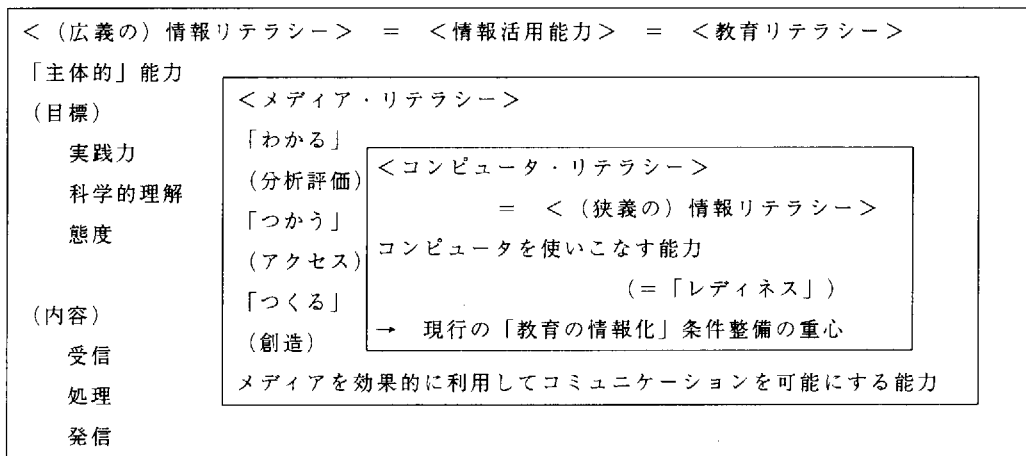 ＜（広義の）情報リテラシー＞ ＝ ＜情報活用能力＞ ＝ ＜教育リテラシー＞
「主体的」能力
（目標）
実践力
科学的理解
態度
（内容）
受信
処理
発信
＜メディア・リテラシー＞
「わかる」
（分析評価）
「つかう」
（アクセス）
「つくる」
（創造）
メディアを効果的に利用してコミュニケーションを可能にする能力
＜コンピュータ・リテラシー＞
＝ ＜（狭義の）情報リテラシー＞
コンピュータを使いこなす能力
（＝「レディネス」）
→ 現行の「教育の情報化」条件整備の重心